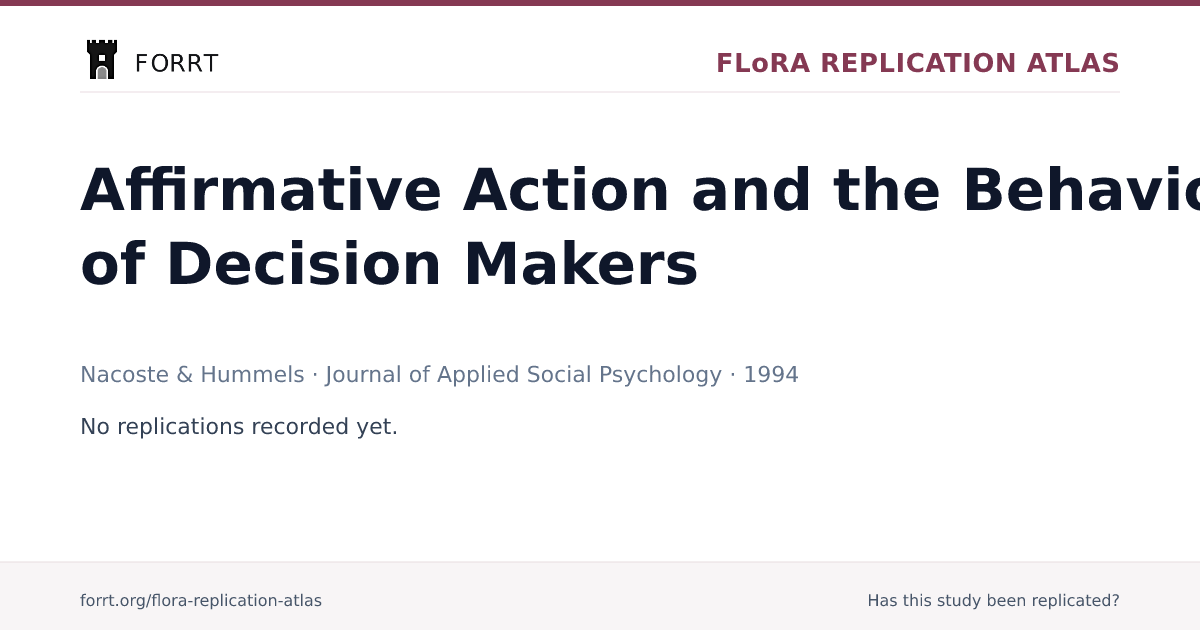 FORRT
FLoRA REPLICATION ATLAS
Affirmative Action and the
of Decision Makers
Nacoste & Hummels · Journal of Applied Social Psychology · 1994
No replications recorded yet.
forrt.org/flora-replication-atlas
Has this study been replicated?